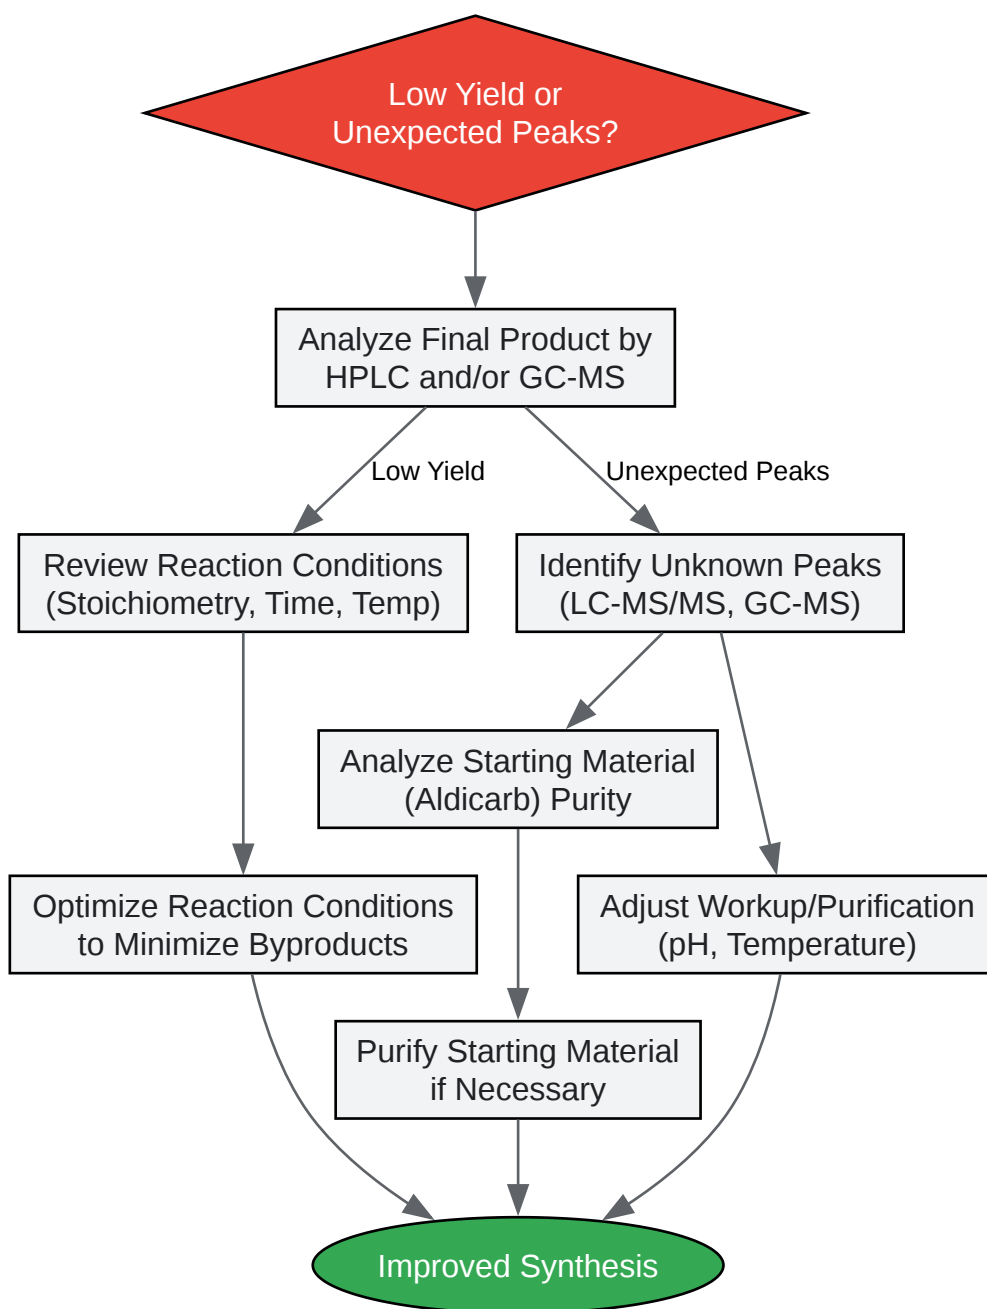 Low Yield or
Unexpected Peaks?
Analyze Final Product by
HPLC and/or GC-MS
Low Yield
Unexpected Peaks
Review Reaction Conditions
(Stoichiometry, Time, Temp)
Identify Unknown Peaks
(LC-MS/MS, GC-MS)
Analyze Starting Material
(Aldicarb) Purity
Optimize Reaction Conditions
to Minimize Byproducts
Adjust Workup/Purification
(pH, Temperature)
Purify Starting Material
if Necessary
Improved Synthesis